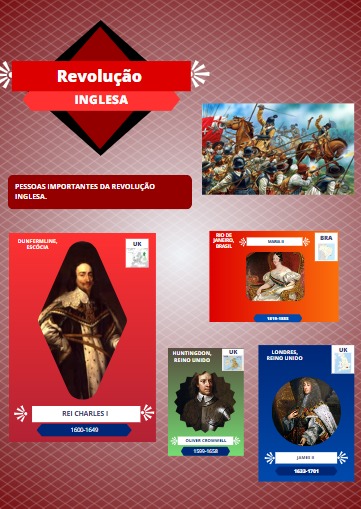 Revolução
INGLESA
PESSOAS IMPORTANTES DA REVOLUÇÃO
INGLESA.
DUNFERMLINE,
ESCÓCIA
UK
REI CHARLES I
1600-1649
RIO DE
JANEIRO,
BRASIL
MARIA II
BRA
1819-1853
HUNTINGDON,
REINO UNIDO
UK
OLIVER CROMWELL
1599-1658
LONDRES,
REINO UNIDO
UK
JAMES II
1633-1701